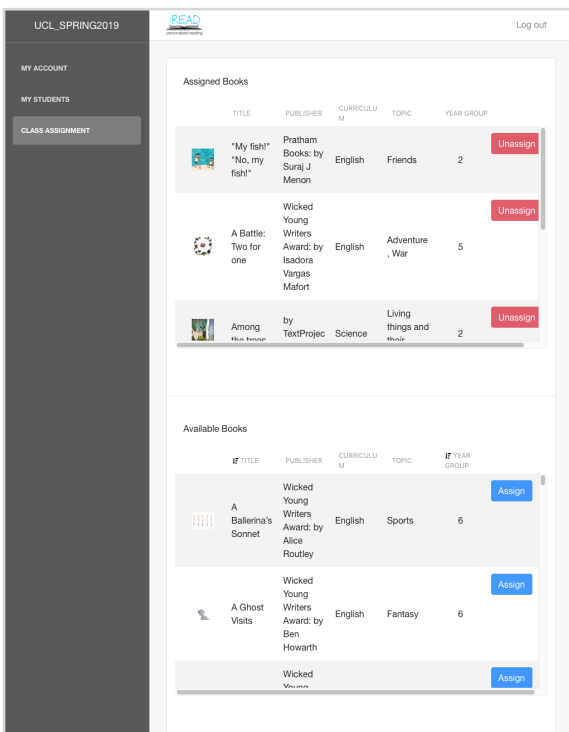 UCL_SPRING2019
READ
personalised reading
Log out
MY ACCOUNT
MY STUDENTS
CLASS ASSIGNMENT
Assigned Books
TITLE PUBLISHER CURRICULU
M TOPIC YEAR GROUP
"My fish!"
"No, my
fish!"
Pratham
Books: by
Suraj J
Menon
English
Friends
2
Unassign
A Battle:
Two for
one
Wicked
Young
Writers
Award: by
Isadora
Vargas
Mafort
English
Adventure
, War
5
Unassign
Among
the trees
by
TextProjec
Science
Living
things and
their
2
Unassign
Available Books
TITLE PUBLISHER CURRICULU
M TOPIC YEAR
GROUP
A
Ballerina's
Sonnet
Wicked
Young
Writers
Award: by
Alice
Routley
English
Sports
6
Assign
A Ghost
Visits
Wicked
Young
Writers
Award: by
Ben
Howarth
English
Fantasy
6
Assign
Wicked
Young
Assign